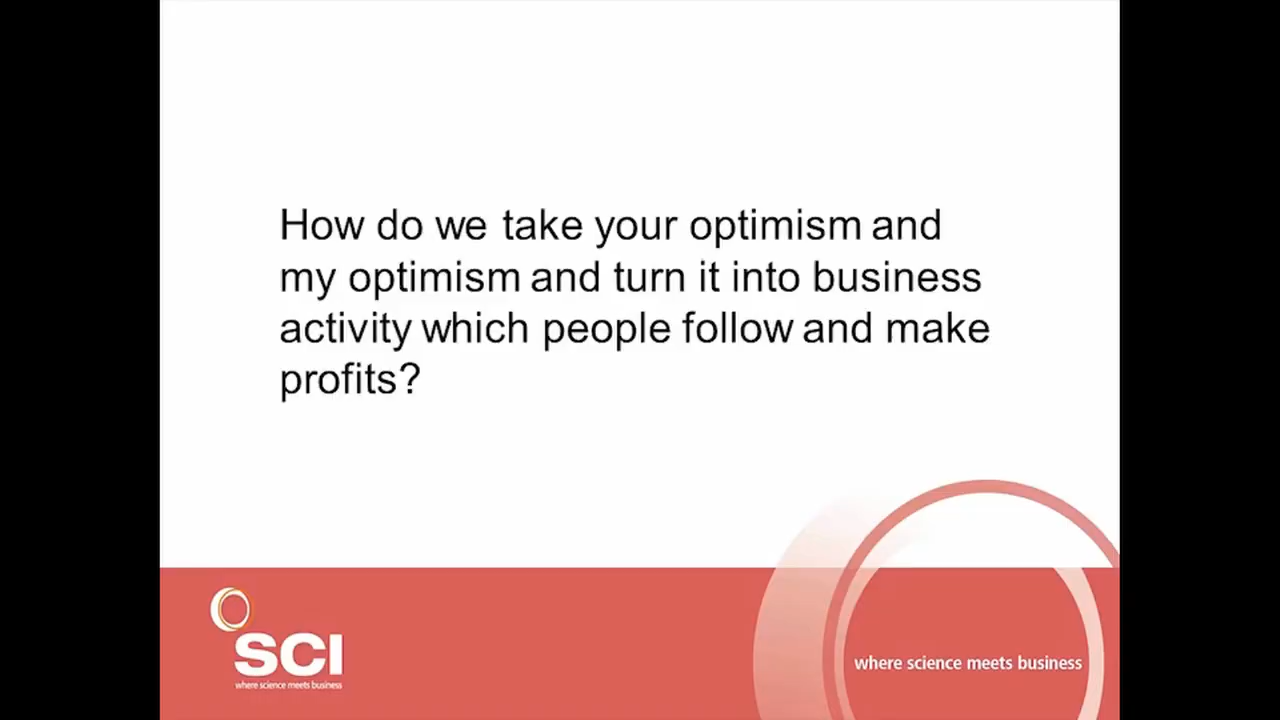 How do we take your optimism and
my optimism and turn it into business
activity which people follow and make
profits?
SCI
where science meets business
where science meets business